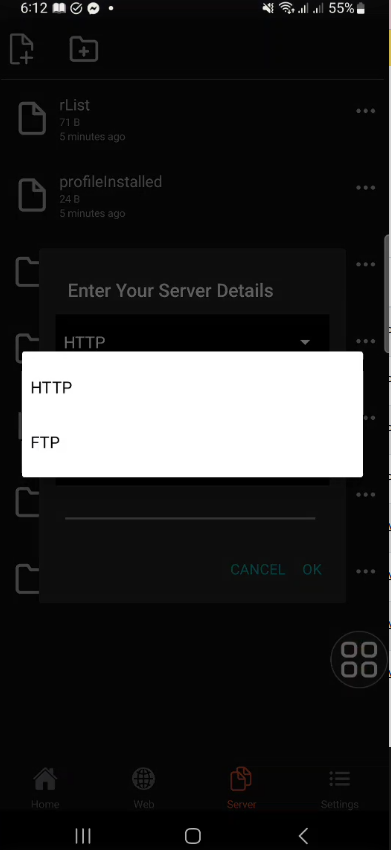 6:12
55%
rList
71 B
5 minutes ago
profileInstalled
24 B
5 minutes ago
Enter Your Server Details
HTTP
HTTP
FTP
CANCEL OK
Home Web Server Settings